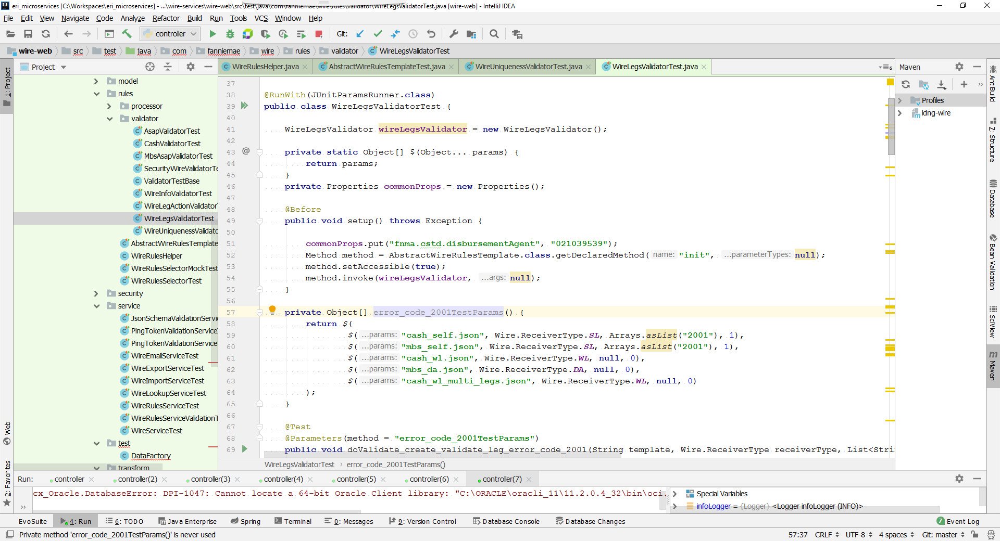 eri_microservices [C:\Workspaces\eri_microservices] - ...\wire-services\wire-web\src\test\java\com\fanniemae\wire\rules\validator\WireLegsValidatorTest.java [wire-web] - IntelliJ IDEA
File Edit View Navigate Code Analyze Refactor Build Run Tools VCS Window Help
controller Git:
wire-web src test java com fanniemae wire rules validator WireLegsValidatorTest
Project
WireRulesHelper.java AbstractWireRulesTemplateTest.java WireUniquenessValidatorTest.java WireLegsValidatorTest.java 6
Maven
1: Project
model
rules
processor
validator
AsapValidatorTest
CashValidatorTest
MbsAsapValidatorTest
SecurityWireValidatorTe
ValidatorTestBase
WireInfoValidatorTest
WireLegActionValidator
WireLegsValidatorTest
WireUniquenessValidato
AbstractWireRulesTemplate
WireRulesHelper
WireRulesSelectorMockTest
WireRulesSelectorTest
security
service
JsonSchemaValidationServi
PingTokenValidationService
PingTokenValidationService
WireEmailServiceTest
WireExportServiceTest
WireImportServiceTest
WireLookupServiceTest
WireRulesServiceTest
WireRulesServiceValidationT
WireServiceTest
test
DataFactory
transform
Web
2: Favorites
37
38 @RunWith(JUnitParamsRunner.class)
39 public class WireLegsValidatorTest {
40
41 WireLegsValidator wireLegsValidator = new WireLegsValidator();
42
43 @ private static Object[] $(Object... params) {
44 return params;
45 }
46 private Properties commonProps = new Properties();
47
48 @Before
49 public void setup() throws Exception {
50
51 commonProps.put("fnma.cstd.disbursementAgent", "021039539");
52 Method method = AbstractWireRulesTemplate.class.getDeclaredMethod( name: "init", ...parameterTypes: null);
53 method.setAccessible(true);
54 method.invoke(wireLegsValidator, ...args: null);
55 }
56
57 private Object[] error_code_2001TestParams() {
58 return $(
59 $( ...params: "cash_self.json", Wire.ReceiverType.SL, Arrays.asList("2001"), 1),
60 $( ...params: "mbs_self.json", Wire.ReceiverType.SL, Arrays.asList("2001"), 1),
61 $( ...params: "cash_wl.json", Wire.ReceiverType.WL, null, 0),
62 $( ...params: "mbs_da.json", Wire.ReceiverType.DA, null, 0),
63 $( ...params: "cash_wl_multi_legs.json", Wire.ReceiverType.WL, null, 0)
64 );
65 }
66
67 @Test
68 @Parameters(method = "error_code_2001TestParams")
69 public void doValidate_create_validate_leg_error_code_2001(String template, Wire.ReceiverType receiverType, List<Stri
WireLegsValidatorTest › error_code_2001TestParams()
Profiles
ldng-wire
Ant Build
7: Structure
Database
Bean Validation
SciView
m Maven
Run: controller controller(2) controller(3) controller(4) controller(5) controller(6) controller(7)
cx_Oracle.DatabaseError: DPI-1047: Cannot locate a 64-bit Oracle Client library: "C:\ORACLE\oracli_11\11.2.0.4_32\bin\oci.
Special Variables
infoLogger = {Logger} <Logger infoLogger (INFO)>
EvoSuite 4: Run 6: TODO Java Enterprise Spring Terminal 0: Messages 9: Version Control Database Console Database Changes 7 Event Log
Private method 'error_code_2001TestParams()' is never used
57:37 CRLF UTF-8 4 spaces Git: master